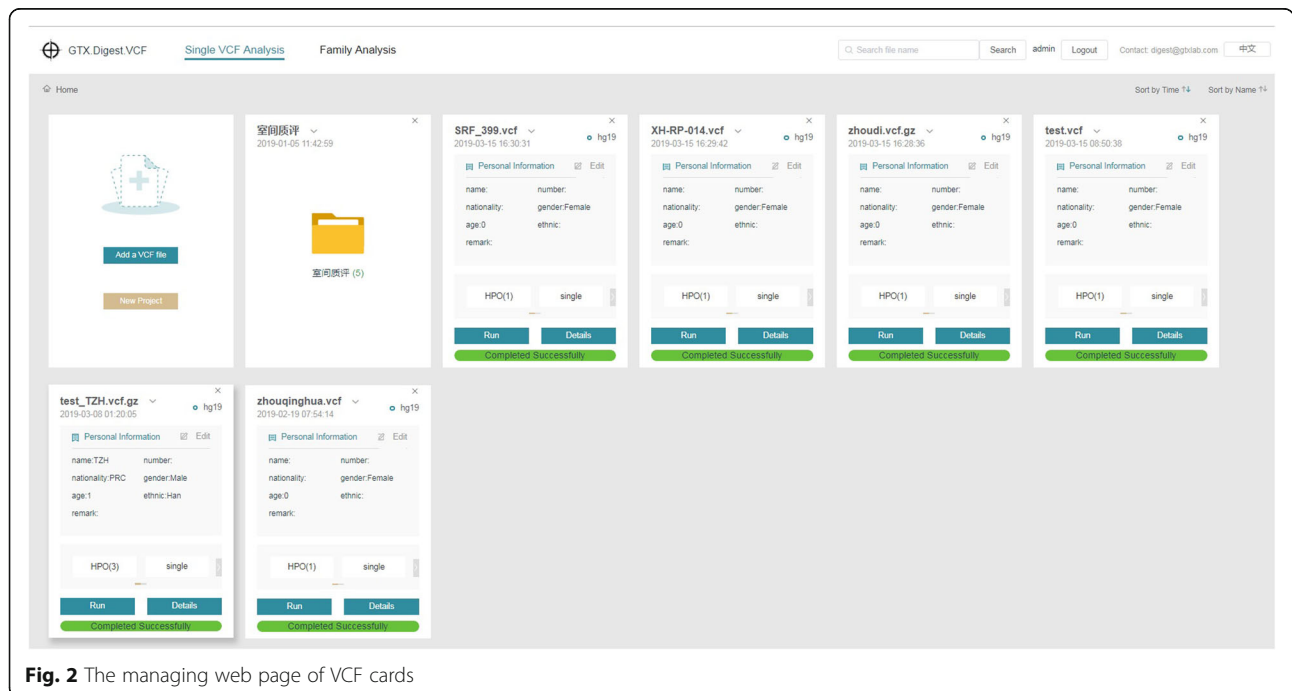 GTX.Digest.VCF Single VCF Analysis Family Analysis Search file name Search admin Logout Contact: digest@gtxlab.com 中文
Home Sort by Time Sort by Name
Add a VCF file
New Project
室间质评
2019-01-05 11:42:59
室间质评 (5)
SRF_399.vcf hg19
2019-03-15 16:30:31
Personal Information Edit
name: number:
nationality: gender:Female
age:0 ethnic:
remark:
HPO(1) single
Run Details
Completed Successfully
XH-RP-014.vcf hg19
2019-03-15 16:29:42
Personal Information Edit
name: number:
nationality: gender:Female
age:0 ethnic:
remark:
HPO(1) single
Run Details
Completed Successfully
zhoudi.vcf.gz hg19
2019-03-15 16:28:36
Personal Information Edit
name: number:
nationality: gender:Female
age:0 ethnic:
remark:
HPO(1) single
Run Details
Completed Successfully
test.vcf hg19
2019-03-15 08:50:38
Personal Information Edit
name: number:
nationality: gender:Female
age:0 ethnic:
remark:
HPO(1) single
Run Details
Completed Successfully
test_TZH.vcf.gz hg19
2019-03-08 01:20:05
Personal Information Edit
name:TZH number:
nationality:PRC gender:Male
age:1 ethnic:Han
remark:
HPO(3) single
Run Details
Completed Successfully
zhouqinghua.vcf hg19
2019-02-19 07:54:14
Personal Information Edit
name: number:
nationality: gender:Female
age:0 ethnic:
remark:
HPO(1) single
Run Details
Completed Successfully
Fig. 2 The managing web page of VCF cards